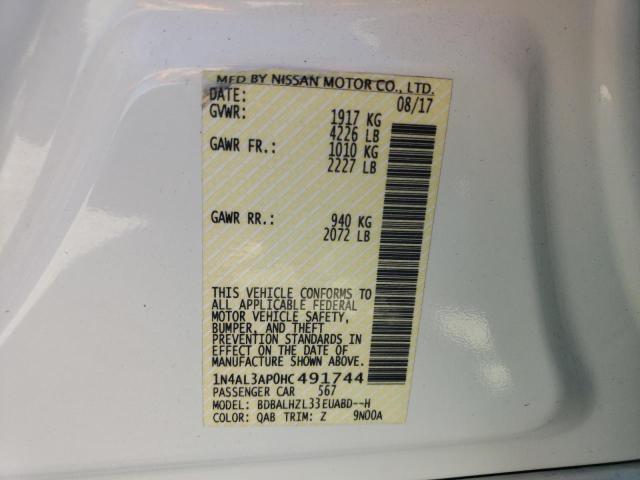 MFD BY NISSAN MOTOR CO., LTD.
DATE: 08/17
GVWR: 1917 KG
4226 LB
GAWR FR.: 1010 KG
2227 LB
GAWR RR.: 940 KG
2072 LB
THIS VEHICLE CONFORMS TO
ALL APPLICABLE FEDERAL
MOTOR VEHICLE SAFETY,
BUMPER, AND THEFT
PREVENTION STANDARDS IN
EFFECT ON THE DATE OF
MANUFACTURE SHOWN ABOVE.
1N4AL3AP0HC491744
PASSENGER CAR 567
MODEL: BDBALHZL33EUABD--H
COLOR: QAB TRIM: Z 9N00A